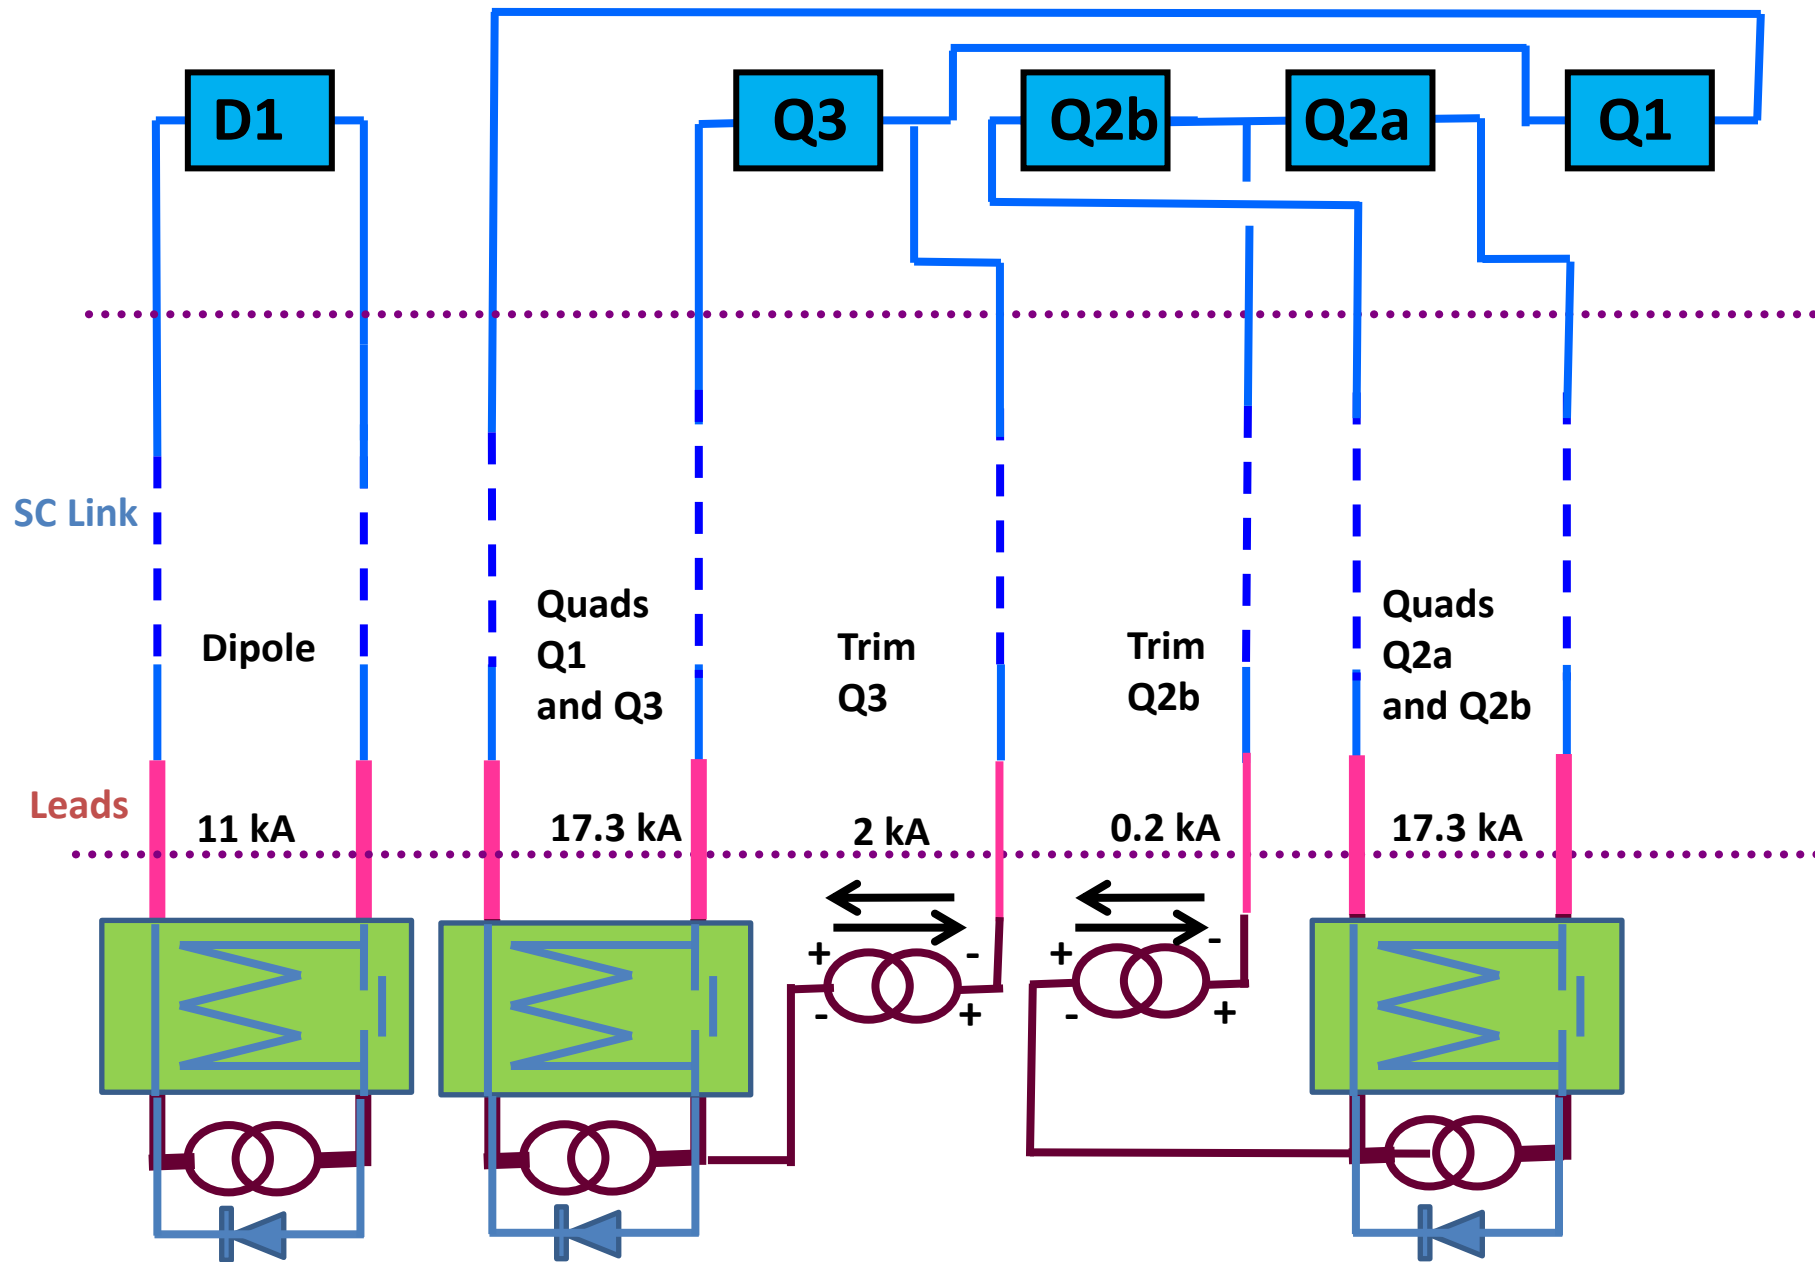 D1
Q3
Q2b
Q2a
Q1
SC Link
Dipole
Quads
Q1
and Q3
Trim
Q3
Trim
Q2b
Quads
Q2a
and Q2b
Leads
11 kA
17.3 kA
2 kA
0.2 kA
17.3 kA
+
-
-
+
+
-
-
+